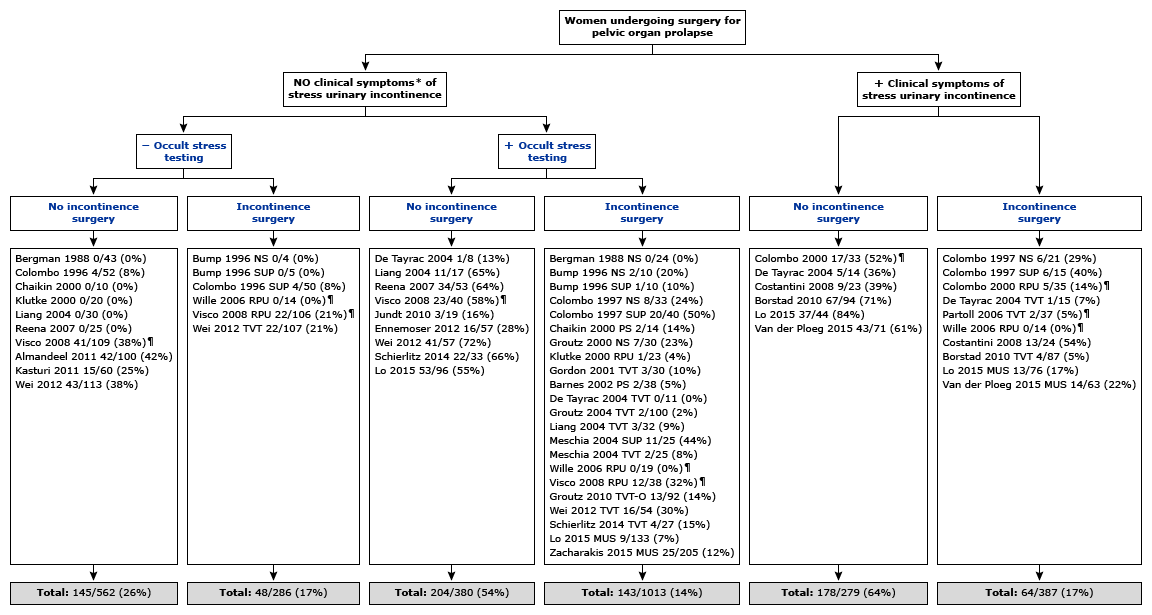 Women undergoing surgery for
pelvic organ prolapse
NO clinical symptoms* of
stress urinary incontinence
+ Clinical symptoms of
stress urinary incontinence
− Occult stress
testing
+ Occult stress
testing
No incontinence
surgery
Incontinence
surgery
No incontinence
surgery
Incontinence
surgery
No incontinence
surgery
Incontinence
surgery
Bergman 1988 0/43 (0%)
Colombo 1996 4/52 (8%)
Chaikin 2000 0/10 (0%)
Klutke 2000 0/20 (0%)
Liang 2004 0/30 (0%)
Reena 2007 0/25 (0%)
Visco 2008 41/109 (38%)¶
Almandeel 2011 42/100 (42%)
Kasturi 2011 15/60 (25%)
Wei 2012 43/113 (38%)
Bump 1996 NS 0/4 (0%)
Bump 1996 SUP 0/5 (0%)
Colombo 1996 SUP 4/50 (8%)
Wille 2006 RPU 0/14 (0%)¶
Visco 2008 RPU 22/106 (21%)¶
Wei 2012 TVT 22/107 (21%)
De Tayrac 2004 1/8 (13%)
Liang 2004 11/17 (65%)
Reena 2007 34/53 (64%)
Visco 2008 23/40 (58%)¶
Jundt 2010 3/19 (16%)
Ennemoser 2012 16/57 (28%)
Wei 2012 41/57 (72%)
Schierlitz 2014 22/33 (66%)
Lo 2015 53/96 (55%)
Bergman 1988 NS 0/24 (0%)
Bump 1996 NS 2/10 (20%)
Bump 1996 SUP 1/10 (10%)
Colombo 1997 NS 8/33 (24%)
Colombo 1997 SUP 20/40 (50%)
Chaikin 2000 PS 2/14 (14%)
Groutz 2000 NS 7/30 (23%)
Klutke 2000 RPU 1/23 (4%)
Gordon 2001 TVT 3/30 (10%)
Barnes 2002 PS 2/38 (5%)
De Tayrac 2004 TVT 0/11 (0%)
Groutz 2004 TVT 2/100 (2%)
Liang 2004 TVT 3/32 (9%)
Meschia 2004 SUP 11/25 (44%)
Meschia 2004 TVT 2/25 (8%)
Wille 2006 RPU 0/19 (0%)¶
Visco 2008 RPU 12/38 (32%)¶
Groutz 2010 TVT-O 13/92 (14%)
Wei 2012 TVT 16/54 (30%)
Schierlitz 2014 TVT 4/27 (15%)
Lo 2015 MUS 9/133 (7%)
Zacharakis 2015 MUS 25/205 (12%)
Colombo 2000 17/33 (52%)¶
De Tayrac 2004 5/14 (36%)
Costantini 2008 9/23 (39%)
Borstad 2010 67/94 (71%)
Lo 2015 37/44 (84%)
Van der Ploeg 2015 43/71 (61%)
Colombo 1997 NS 6/21 (29%)
Colombo 1997 SUP 6/15 (40%)
Colombo 2000 RPU 5/35 (14%)¶
De Tayrac 2004 TVT 1/15 (7%)
Partoll 2006 TVT 2/37 (5%)¶
Wille 2006 RPU 0/14 (0%)¶
Costantini 2008 13/24 (54%)
Borstad 2010 TVT 4/87 (5%)
Lo 2015 MUS 13/76 (17%)
Van der Ploeg 2015 MUS 14/63 (22%)
Total: 145/562 (26%)
Total: 48/286 (17%)
Total: 204/380 (54%)
Total: 143/1013 (14%)
Total: 178/279 (64%)
Total: 64/387 (17%)